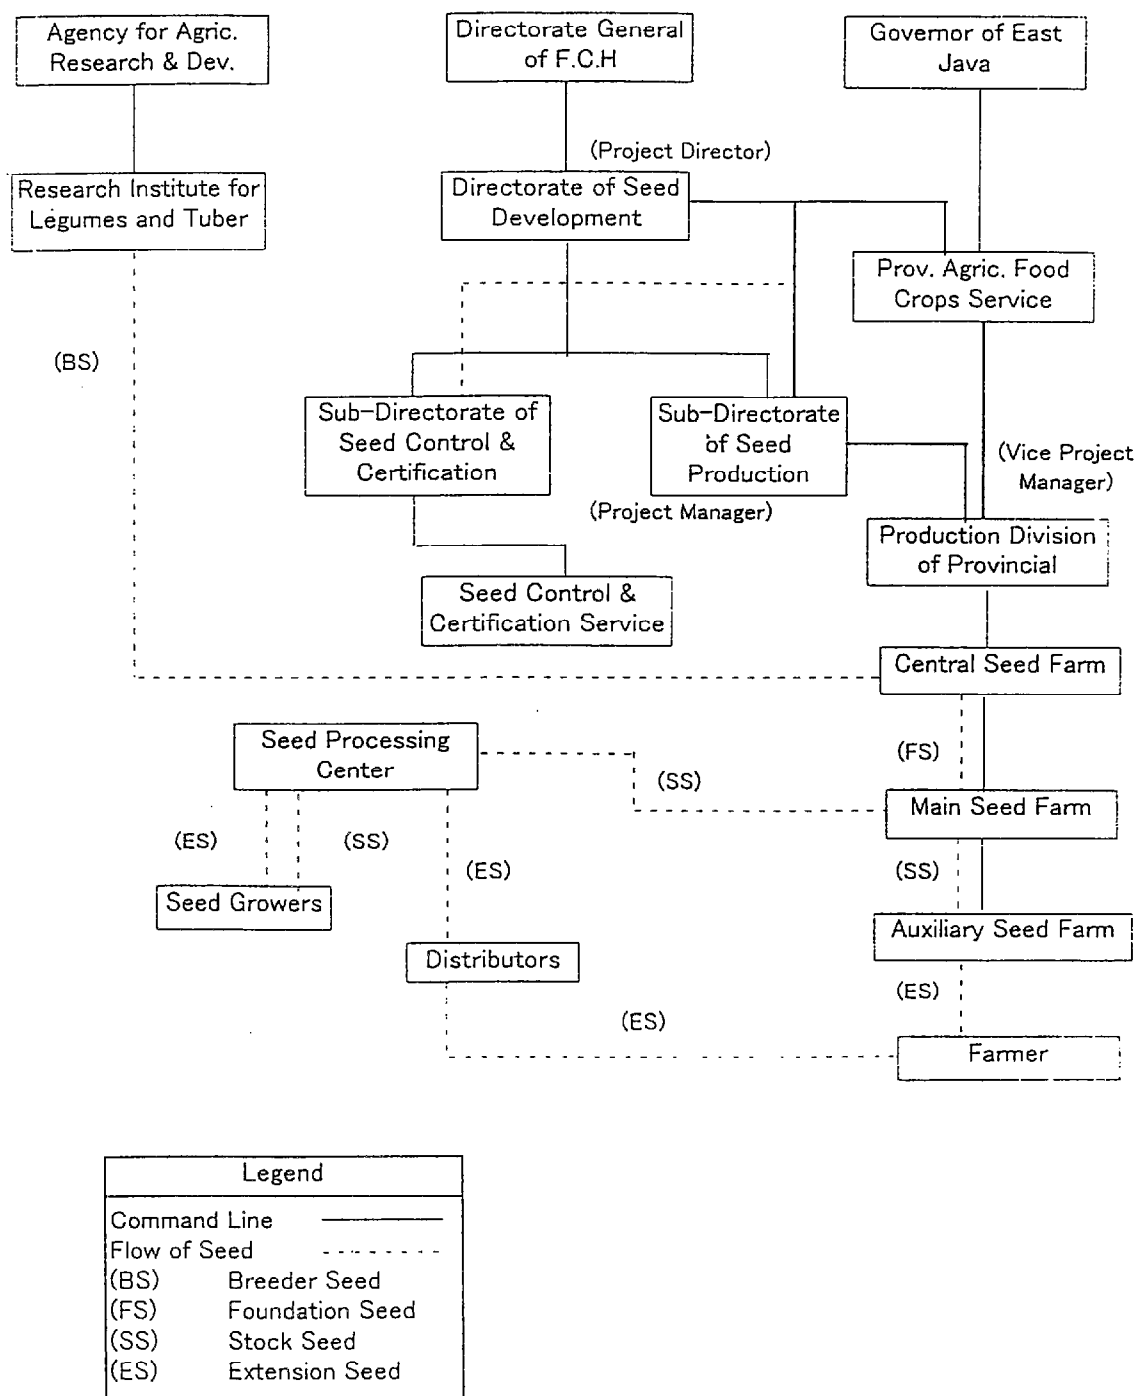 Agency for Agric.
Research & Dev.
Directorate General
of F.C.H
Governor of East
Java
(Project Director)
Research Institute for
Legumes and Tuber
Directorate of Seed
Development
Prov. Agric. Food
Crops Service
(BS)
Sub-Directorate of
Seed Control &
Certification
Sub-Directorate
of Seed
Production
(Vice Project
Manager)
(Project Manager)
Production Division
of Provincial
Seed Control &
Certification Service
Central Seed Farm
Seed Processing
Center
(FS)
(SS)
Main Seed Farm
(ES)
(SS)
(ES)
(SS)
Seed Growers
Auxiliary Seed Farm
Distributors
(ES)
(ES)
Farmer
Legend
Command Line
Flow of Seed
(BS) Breeder Seed
(FS) Foundation Seed
(SS) Stock Seed
(ES) Extension Seed